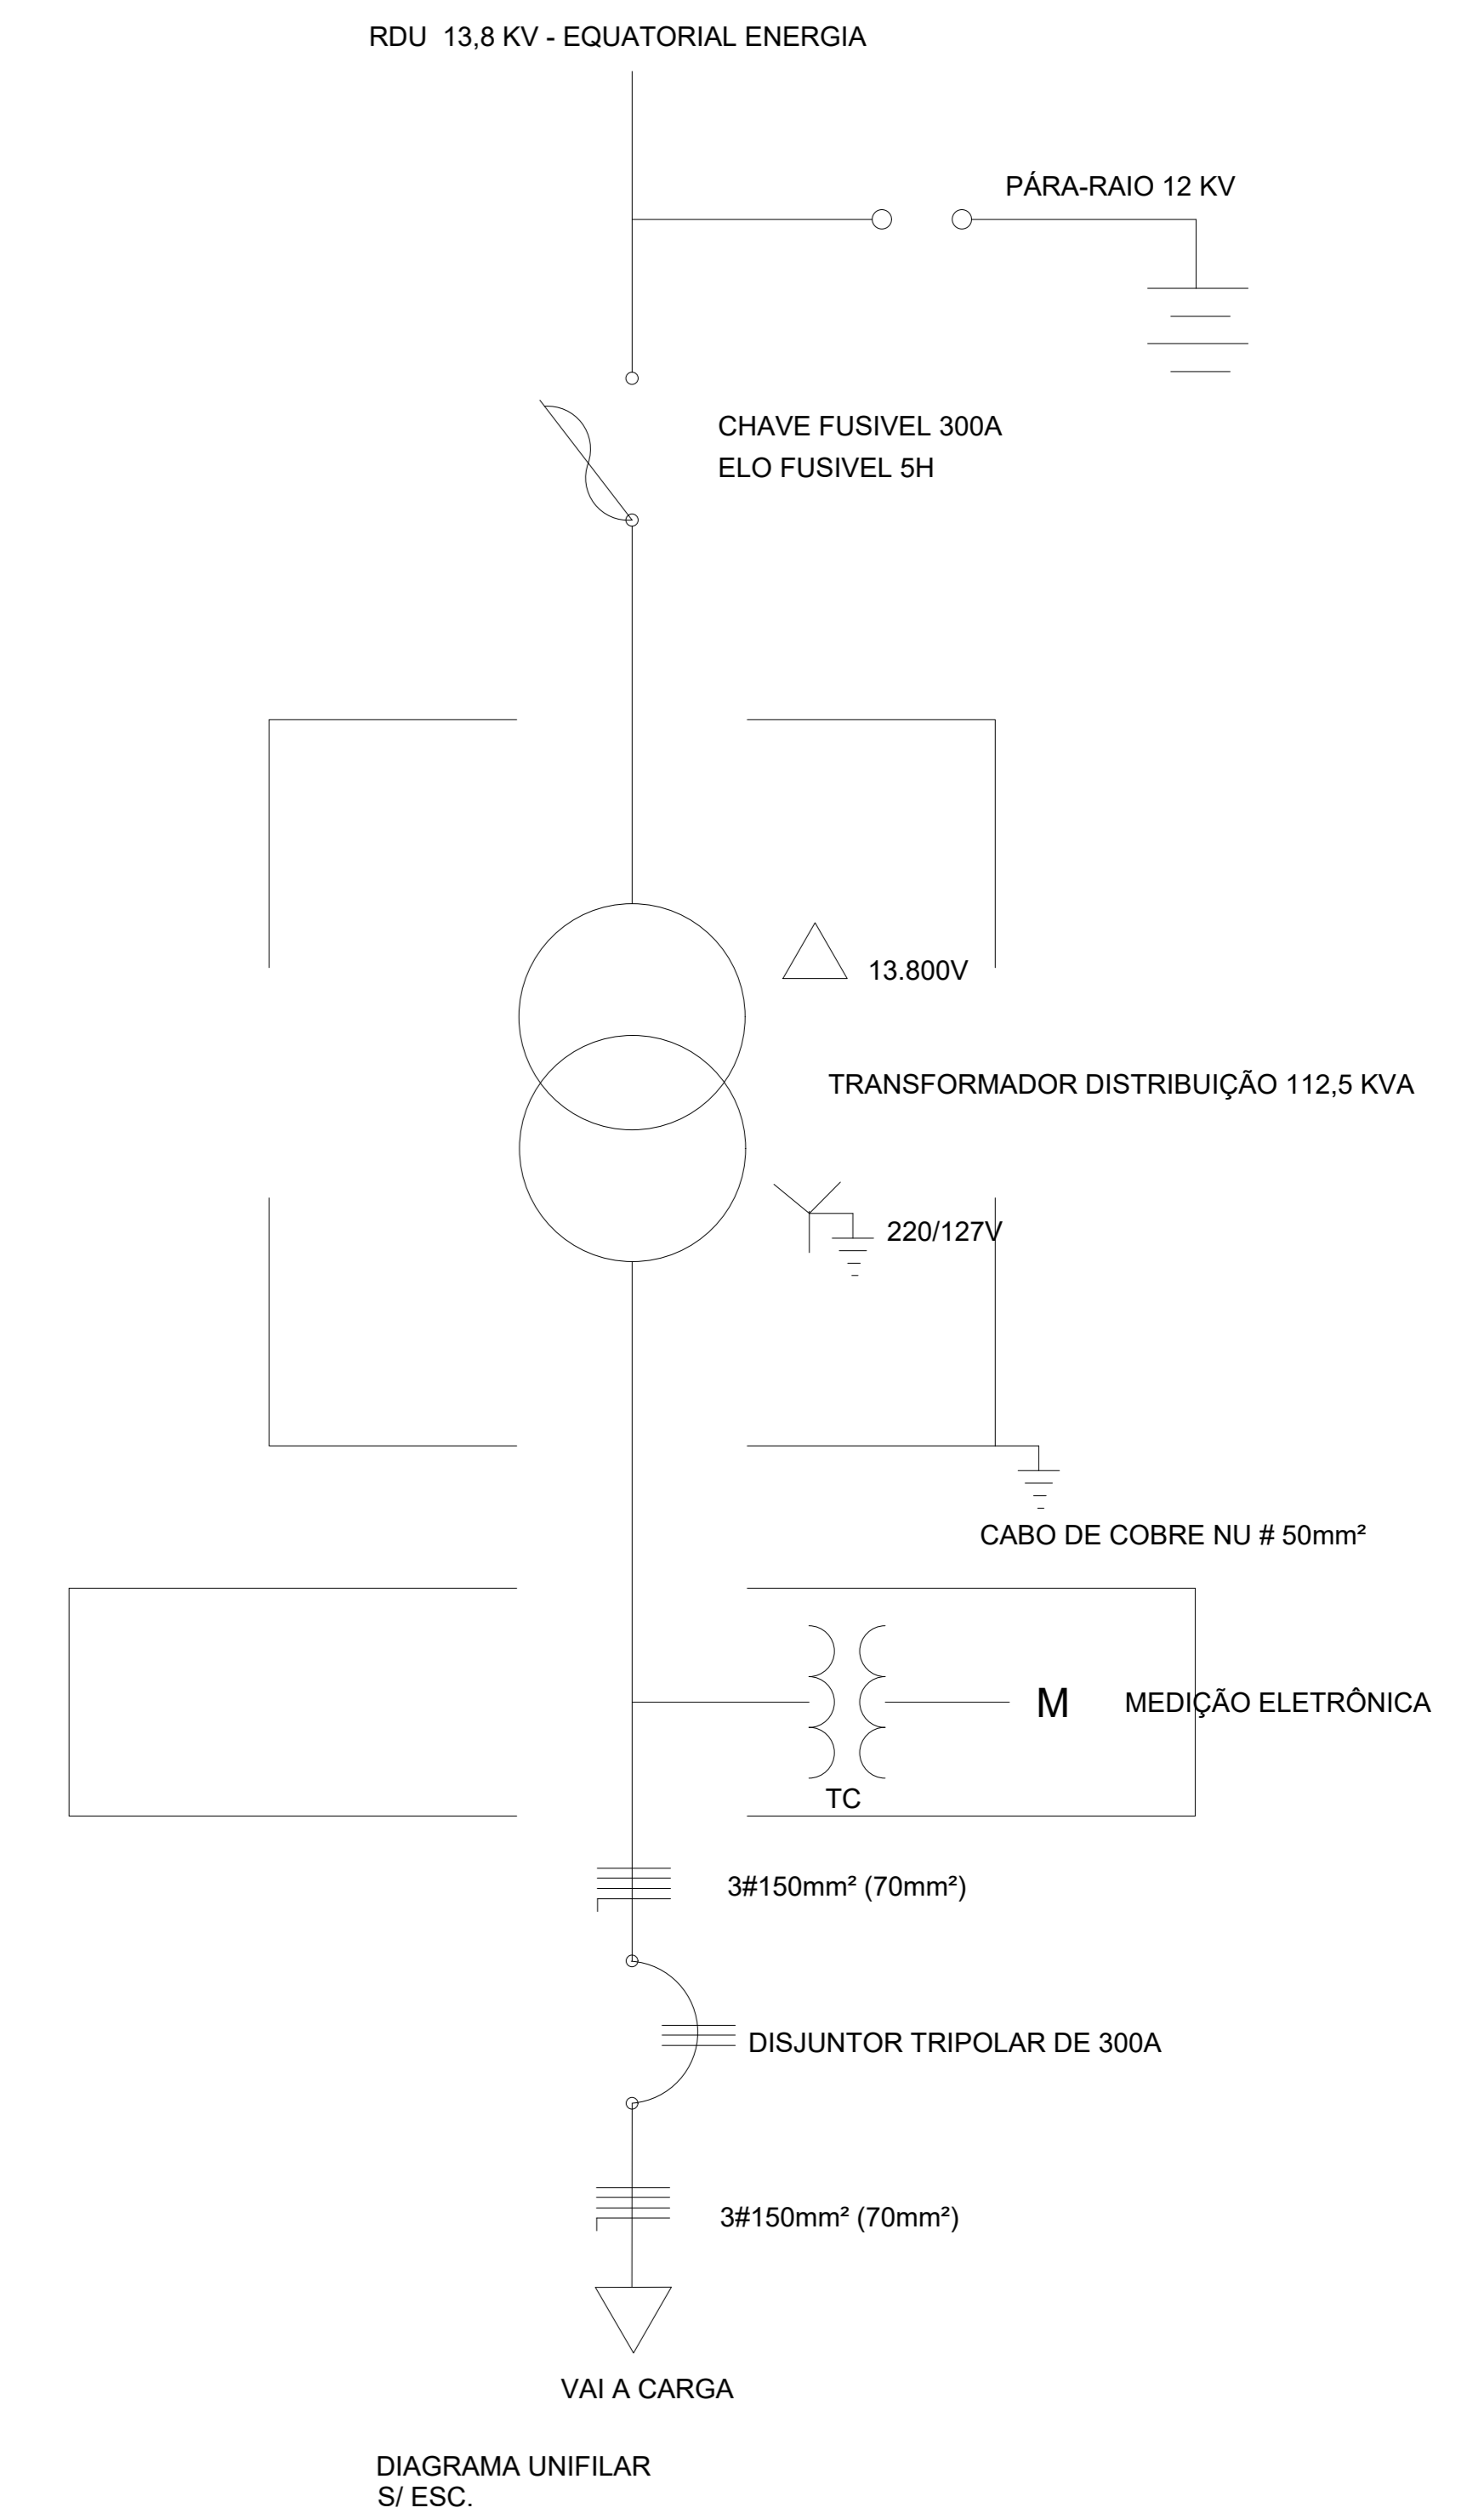 RDU 13,8 KV - EQUATORIAL ENERGIA
PÁRA-RAIO 12 KV
CHAVE FUSIVEL 300A
ELO FUSIVEL 5H
13.800V
TRANSFORMADOR DISTRIBUIÇÃO 112,5 KVA
220/127V
CABO DE COBRE NU # 50mm²
M MEDIÇÃO ELETRÔNICA
TC
3#150mm² (70mm²)
DISJUNTOR TRIPOLAR DE 300A
3#150mm² (70mm²)
VAI A CARGA
DIAGRAMA UNIFILAR
S/ ESC.